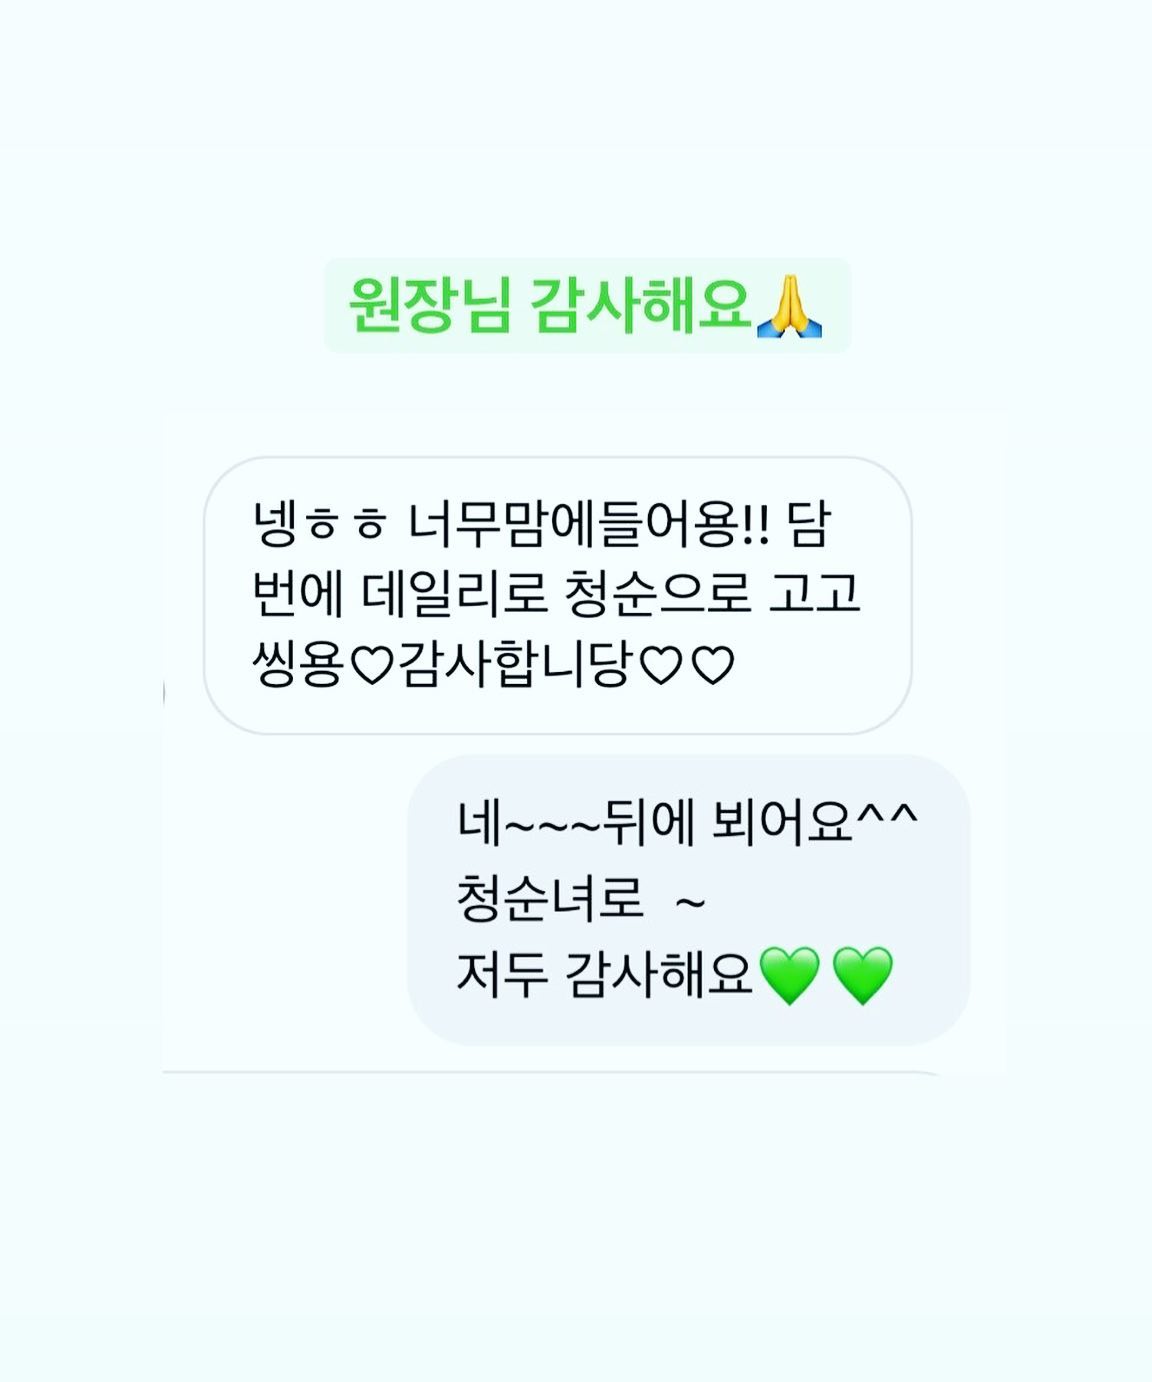 원장님 감사해요🙏
넹ㅎㅎ 너무맘에들어용!! 담
번에 데일리로 청순으로 고고
씽용♡감사합니당♡♡
네~~~뒤에 뵈어요^^
청순녀로  ~
저두 감사해요💚💚